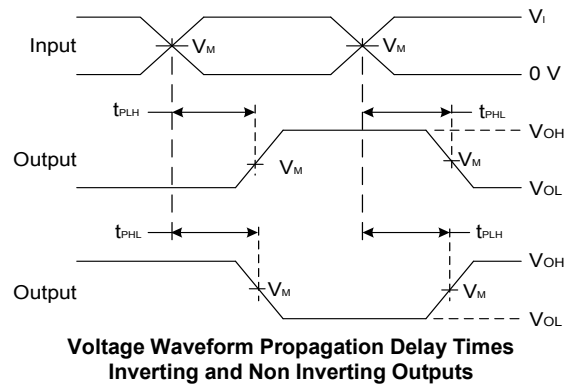 Input
VM
VM
VI
0 V
tPLH
tPHL
Output
VM
VM
VOH
VOL
tPHL
tPLH
Output
VM
VM
VOH
VOL
Voltage Waveform Propagation Delay Times
Inverting and Non Inverting Outputs